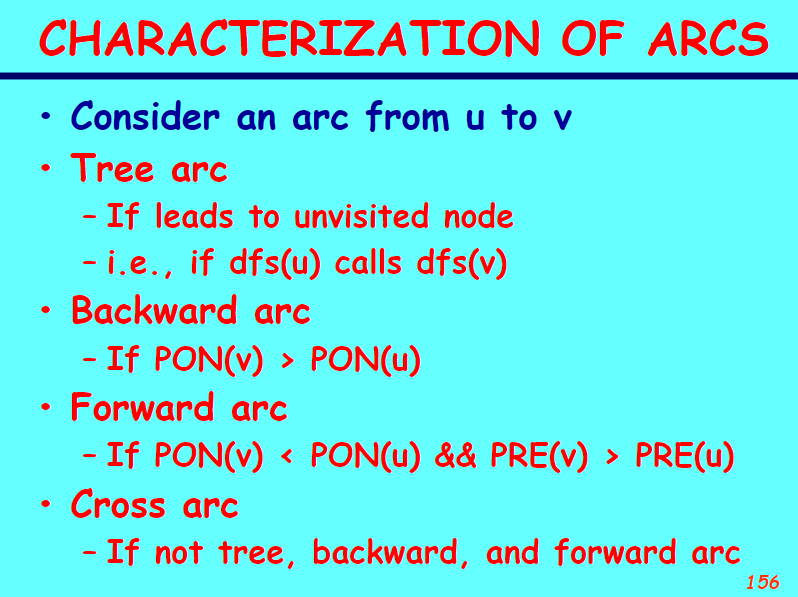 CHARACTERIZATION OF ARCS
• Consider an arc from u to v
• Tree arc
– If leads to unvisited node
– i.e., if dfs(u) calls dfs(v)
• Backward arc
– If PON(v) > PON(u)
• Forward arc
– If PON(v) < PON(u) && PRE(v) > PRE(u)
• Cross arc
– If not tree, backward, and forward arc
156